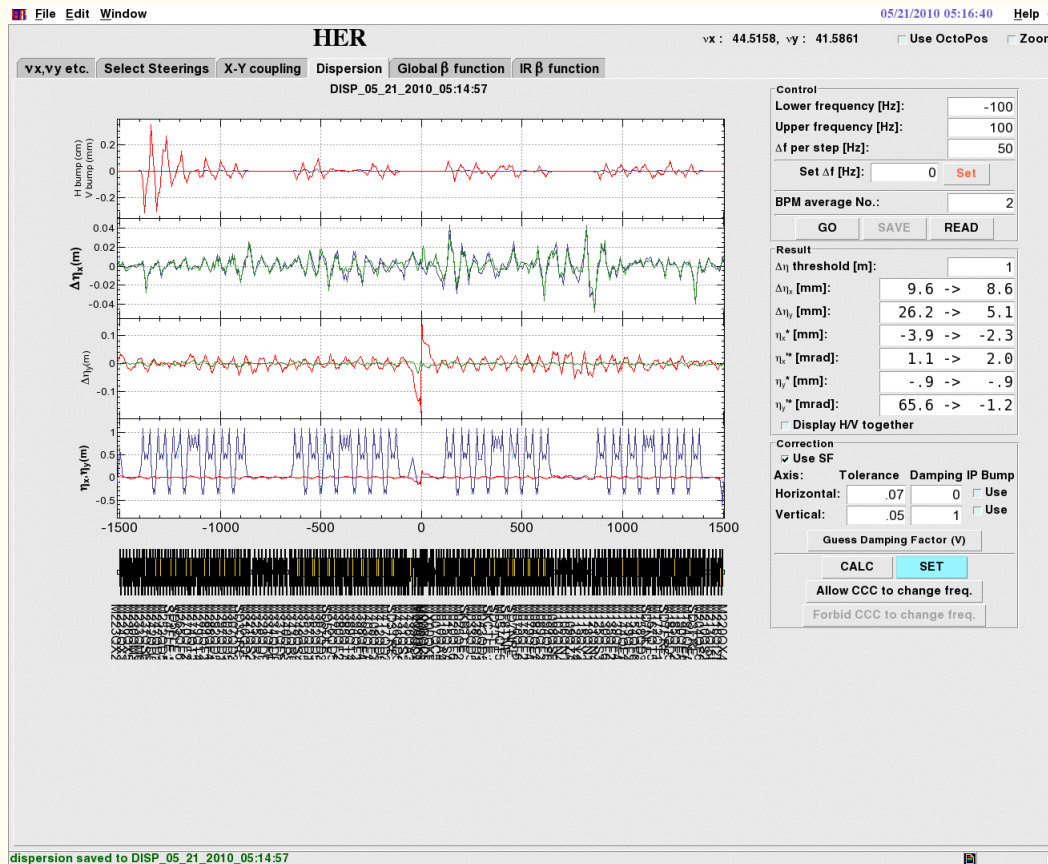 File Edit Window 05/21/2010 05:16:40 Help
HER νx : 44.5158, νy : 41.5861 Use OctoPos Zoom
νx,νy etc. Select Steerings X-Y coupling Dispersion Global β function IR β function
DISP_05_21_2010_05:14:57
H bump (cm)
V bump (mm)
0.2
0
-0.2
Δηx(m)
0.04
0.02
0
-0.02
-0.04
Δηy(m)
0.1
0
-0.1
ηx,ηy(m)
1
0.5
0
-0.5
-1500 -1000 -500 0 500 1000 1500
Control
Lower frequency [Hz]: -100
Upper frequency [Hz]: 100
Δf per step [Hz]: 50
Set Δf [Hz]: 0 Set
BPM average No.: 2
GO SAVE READ
Result
Δη threshold [m]: 1
Δηx [mm]: 9.6 -> 8.6
Δηy [mm]: 26.2 -> 5.1
ηx* [mm]: -3.9 -> -2.3
ηx'* [mrad]: 1.1 -> 2.0
ηy* [mm]: -.9 -> -.9
ηy'* [mrad]: 65.6 -> -1.2
Display H/V together
Correction
Use SF
Axis: Tolerance Damping IP Bump
Horizontal: .07 0 Use
Vertical: .05 1 Use
Guess Damping Factor (V)
CALC SET
Allow CCC to change freq.
Forbid CCC to change freq.
dispersion saved to DISP_05_21_2010_05:14:57